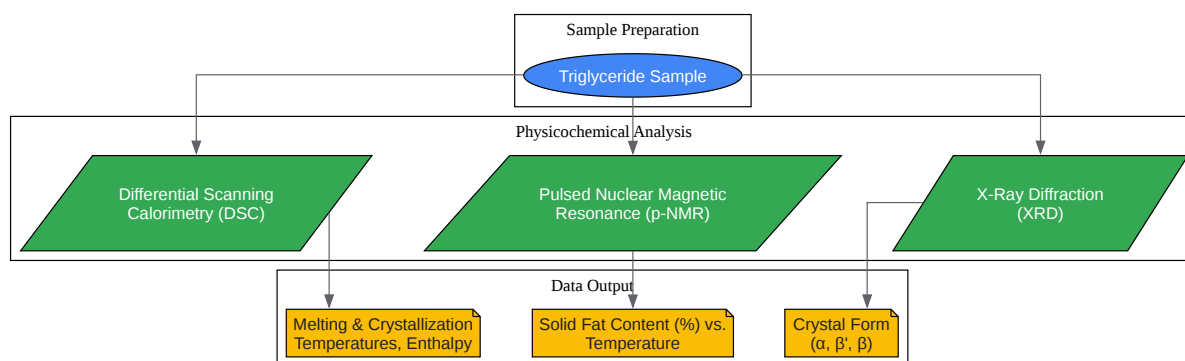 Sample Preparation
Triglyceride Sample
Physicochemical Analysis
Differential Scanning
Calorimetry (DSC)
Pulsed Nuclear Magnetic
Resonance (p-NMR)
X-Ray Diffraction
(XRD)
Data Output
Melting & Crystallization
Temperatures, Enthalpy
Solid Fat Content (%) vs.
Temperature
Crystal Form
(α, β', β)